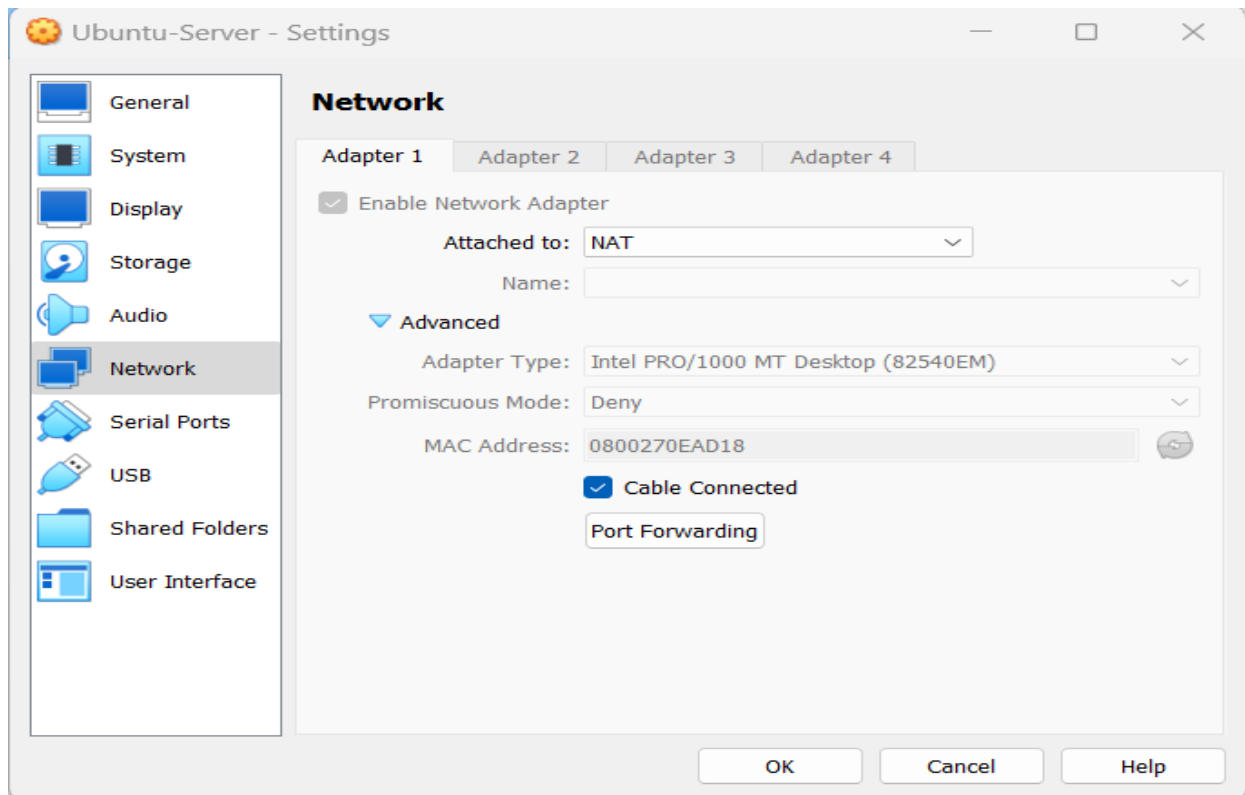 Ubuntu-Server - Settings
General
System
Display
Storage
Audio
Network
Serial Ports
USB
Shared Folders
User Interface
Network
Adapter 1 Adapter 2 Adapter 3 Adapter 4
Enable Network Adapter
Attached to: NAT
Name:
Advanced
Adapter Type: Intel PRO/1000 MT Desktop (82540EM)
Promiscuous Mode: Deny
MAC Address: 0800270EAD18
Cable Connected
Port Forwarding
OK Cancel Help